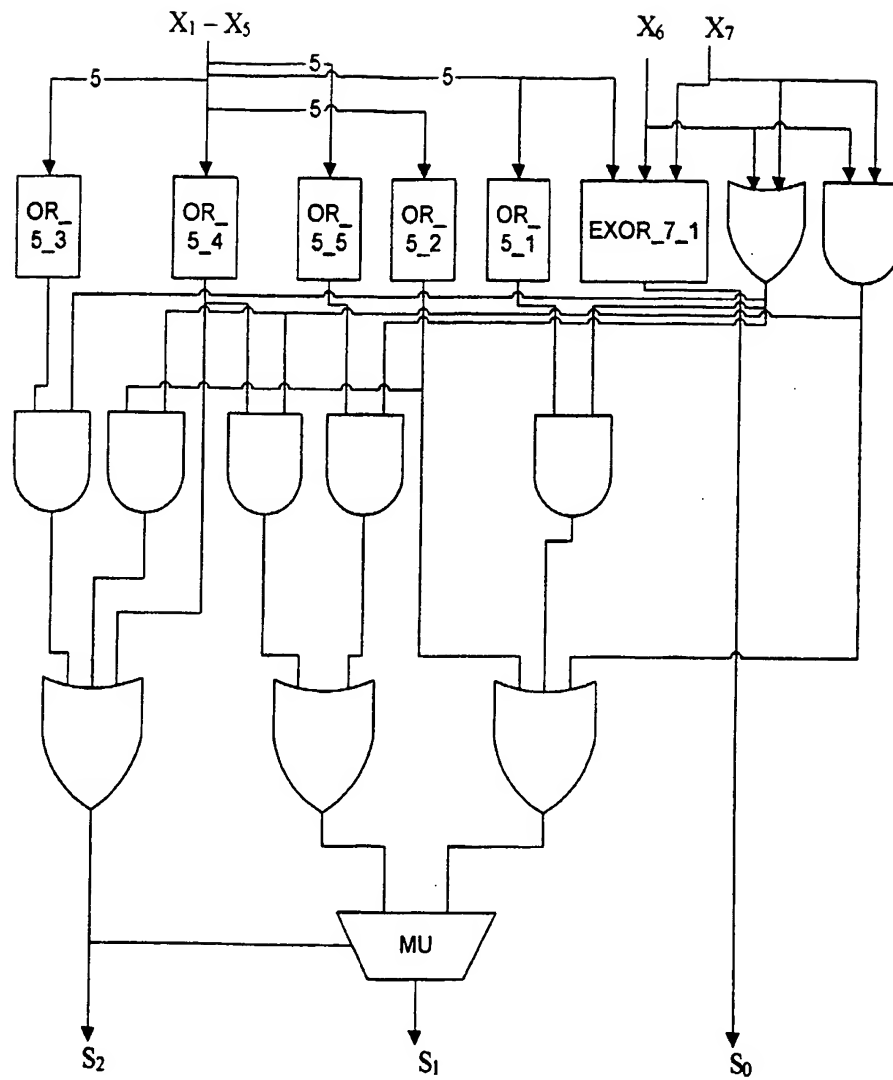 X1 – X5
X6
X7
5
5
5
5
OR_
5_3
OR_
5_4
OR_
5_5
OR_
5_2
OR_
5_1
EXOR_7_1
MU
S2
S1
S0